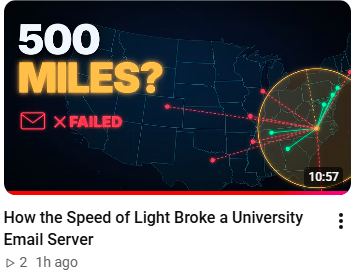 500
MILES?
×FAILED
10:57
How the Speed of Light Broke a University
Email Server
2 1h ago